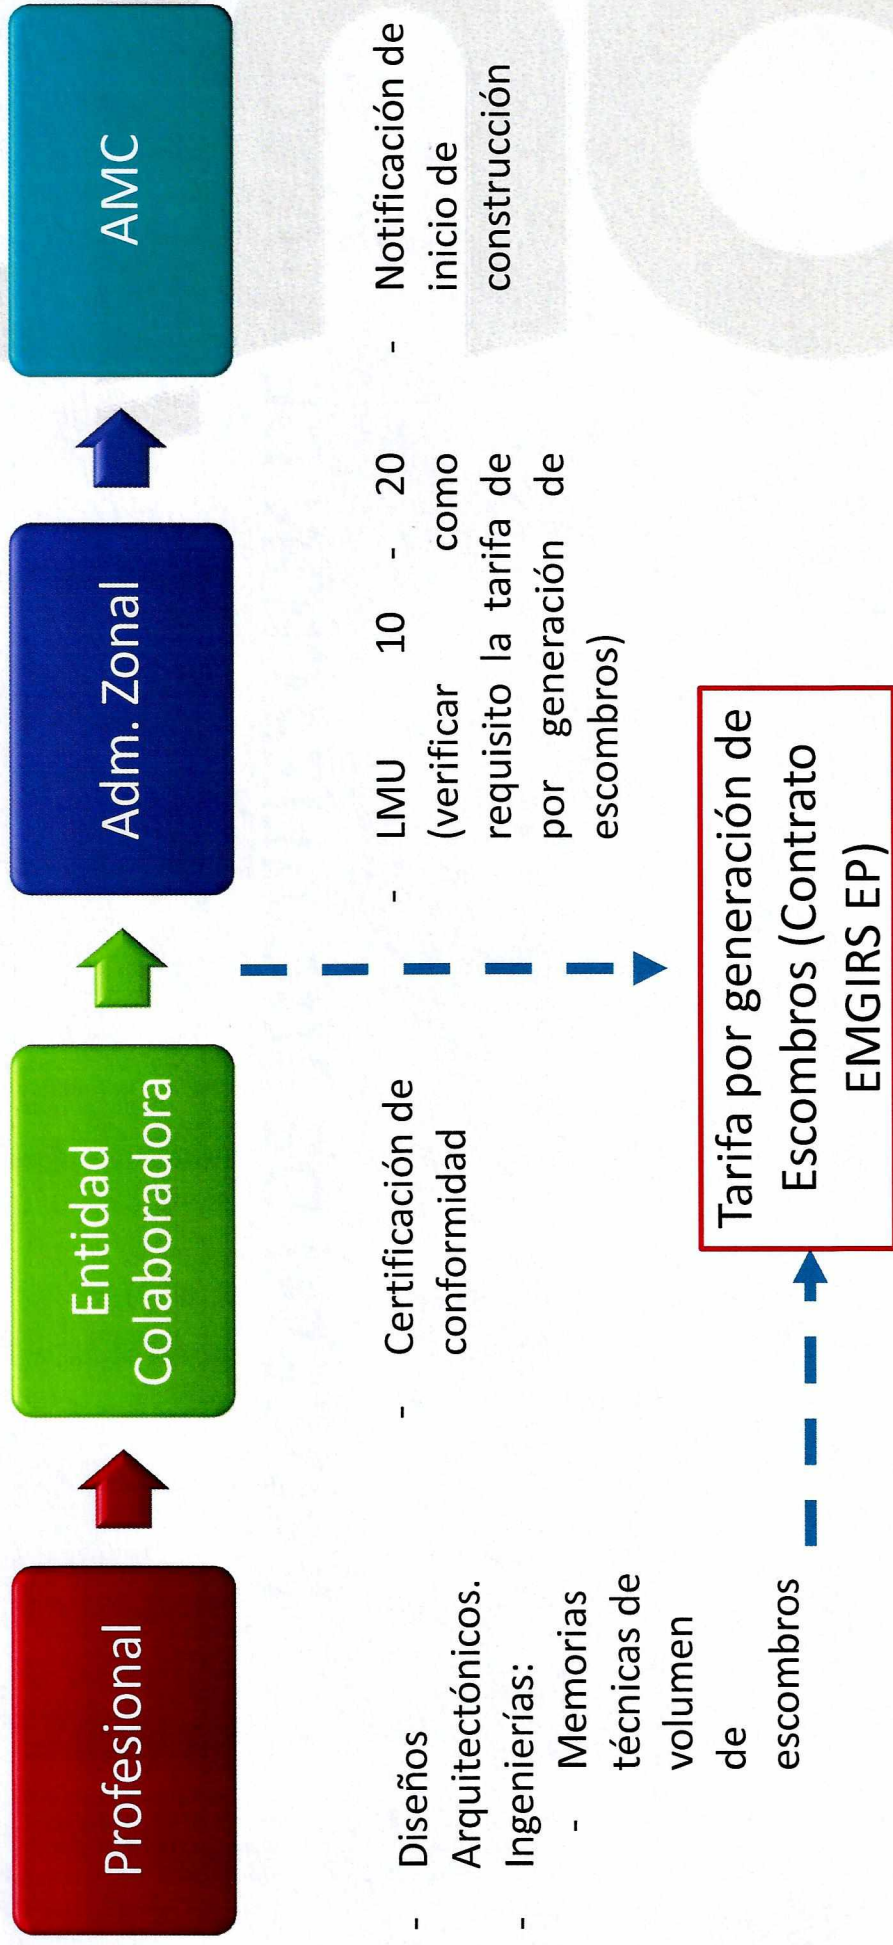 Profesional
Entidad
Colaboradora
Adm. Zonal
AMC
- Diseños
Arquitectónicos.
- Ingenierías:
- Memorias
técnicas de
volumen
de
escombros
- Certificación de
conformidad
- LMU 10 - 20
(verificar como
requisito la tarifa de
por generación de
escombros)
- Notificación de
inicio de
construcción
Tarifa por generación de
Escombros (Contrato
EMGIRS EP)